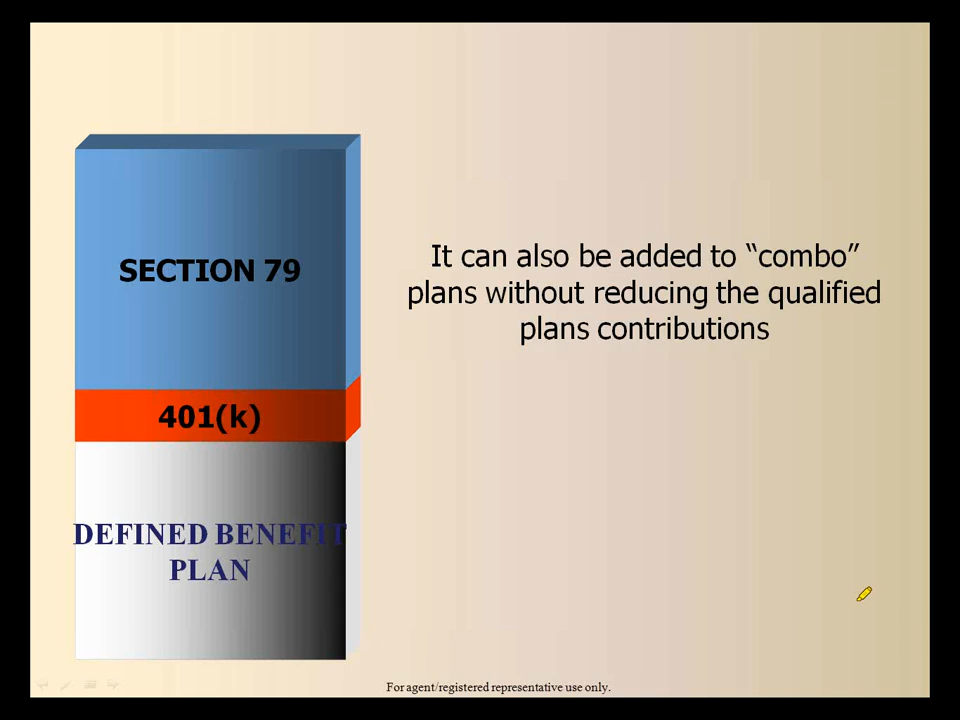 SECTION 79
It can also be added to “combo”
plans without reducing the qualified
plans contributions
401(k)
DEFINED BENEFIT
PLAN
For agent/registered representative use only.